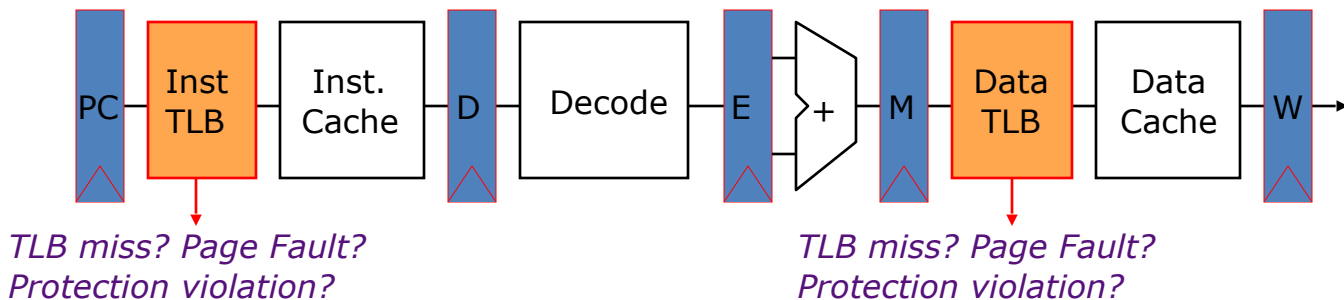 PC
Inst
TLB
Inst.
Cache
D
Decode
E
+
M
Data
TLB
Data
Cache
W
TLB miss? Page Fault?
Protection violation?
TLB miss? Page Fault?
Protection violation?